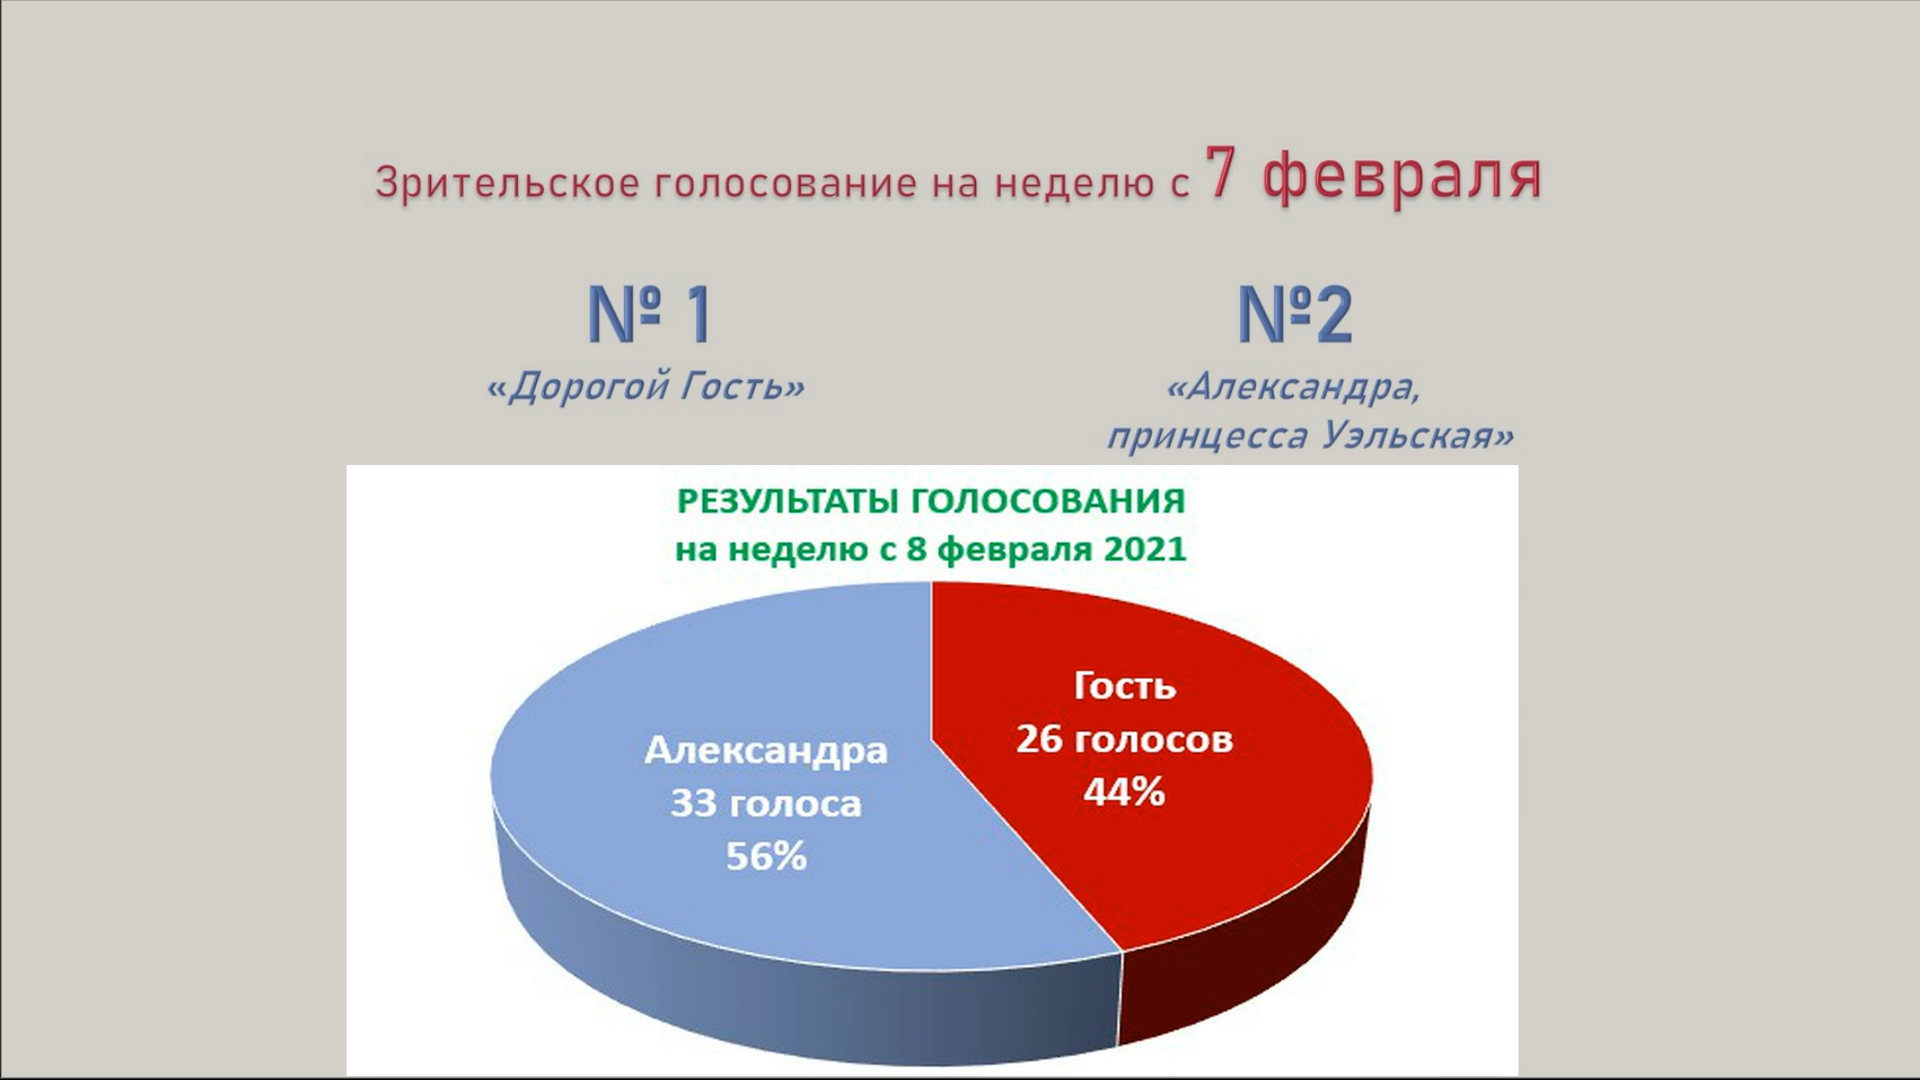 Зрительское голосование на неделю с 7 февраля
№ 1
«Дорогой Гость»
№2
«Александра,
принцесса Уэльская»
РЕЗУЛЬТАТЫ ГОЛОСОВАНИЯ
на неделю с 8 февраля 2021
Александра
33 голоса
56%
Гость
26 голосов
44%